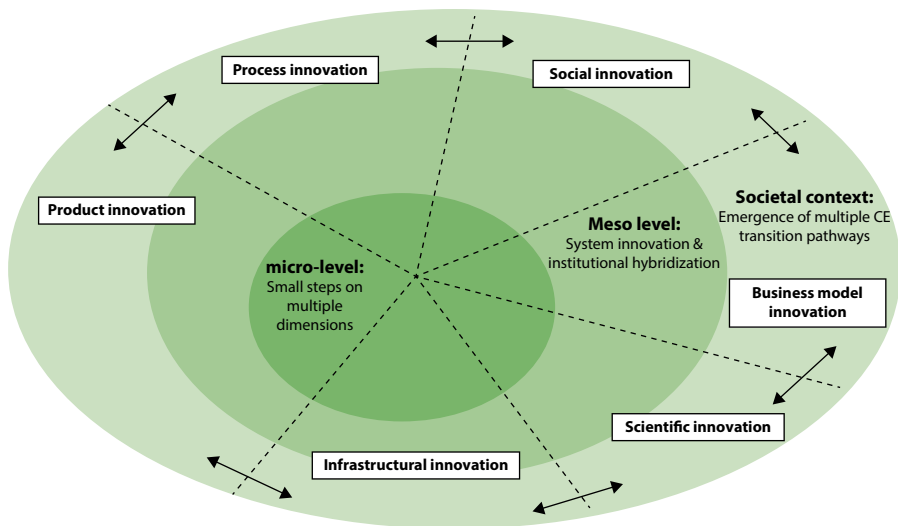 Process innovation
Social innovation
Product innovation
Societal context:
Emergence of multiple CE
transition pathways
Meso level:
System innovation &
institutional hybridization
micro-level:
Small steps on
multiple
dimensions
Business model
innovation
Scientific innovation
Infrastructural innovation